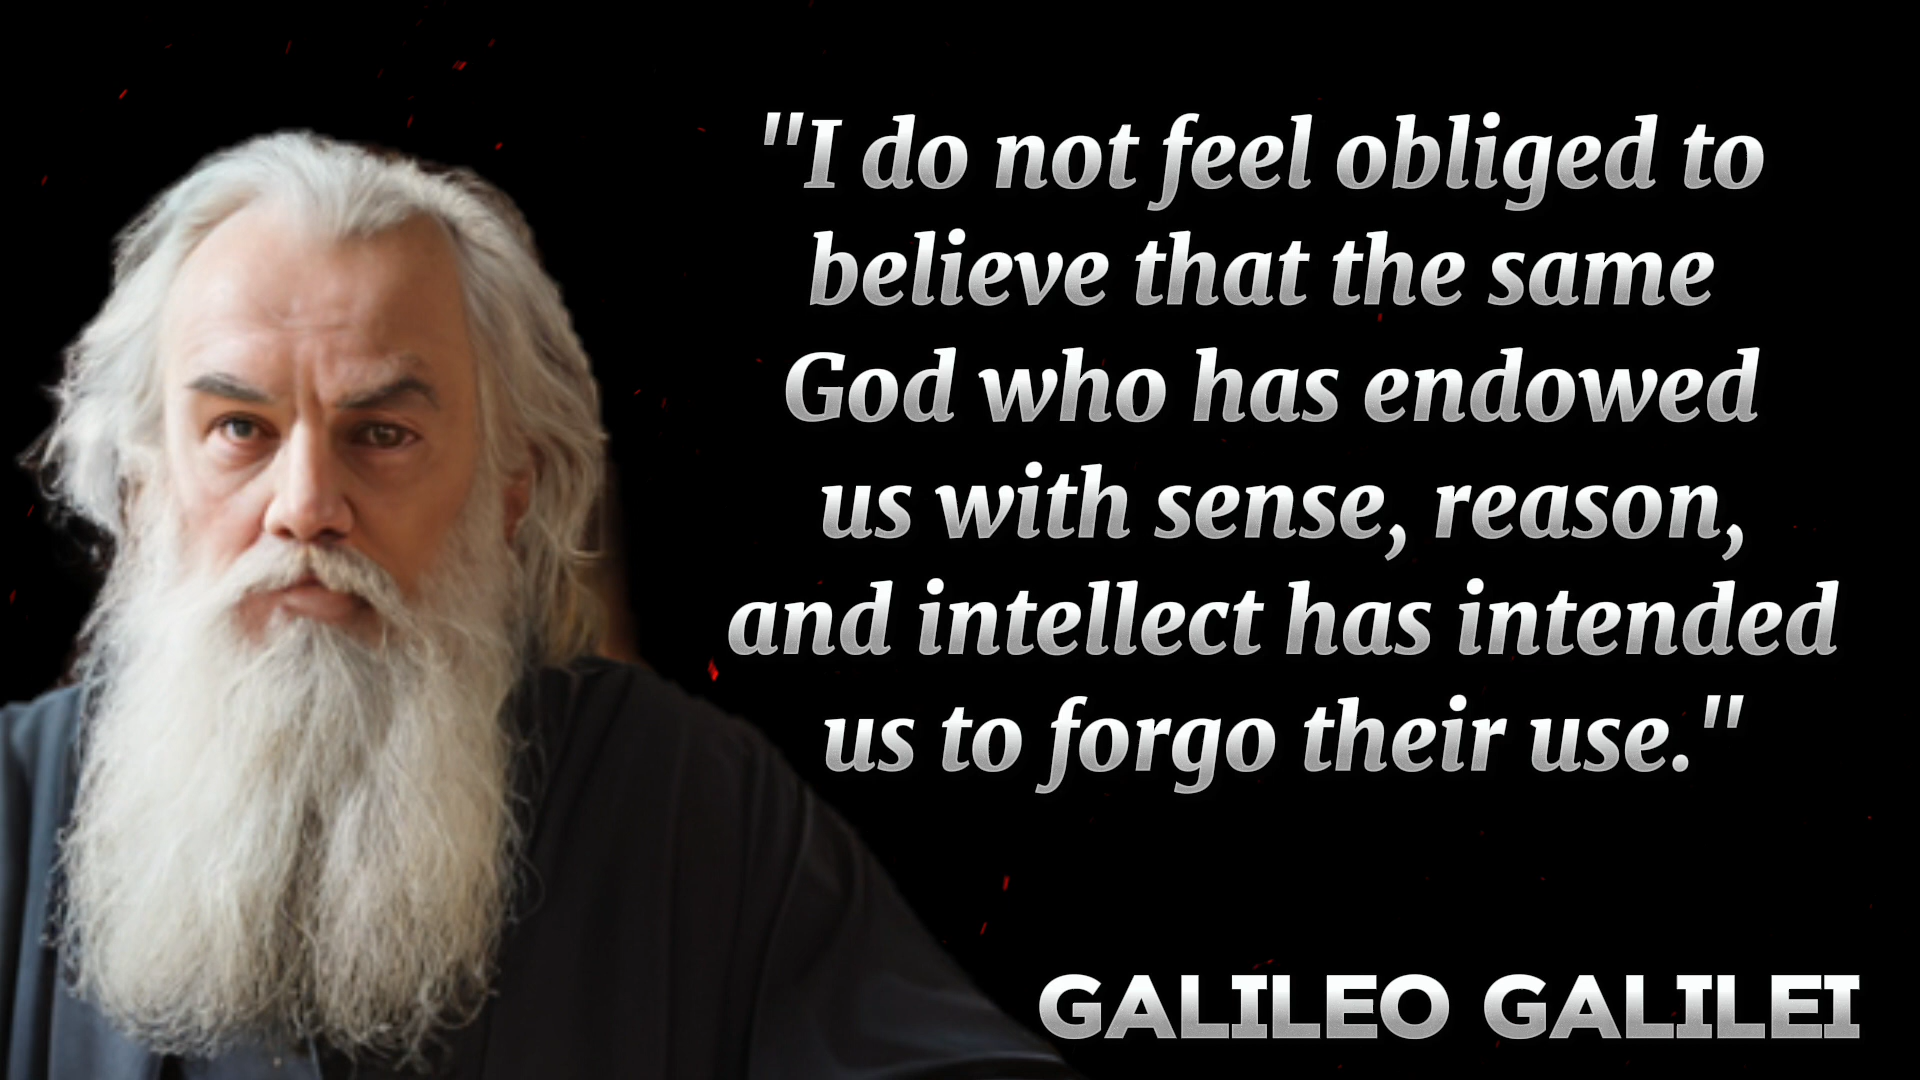 "I do not feel obliged to
believe that the same
God who has endowed
us with sense, reason,
and intellect has intended
us to forgo their use."
GALILEO GALILEI